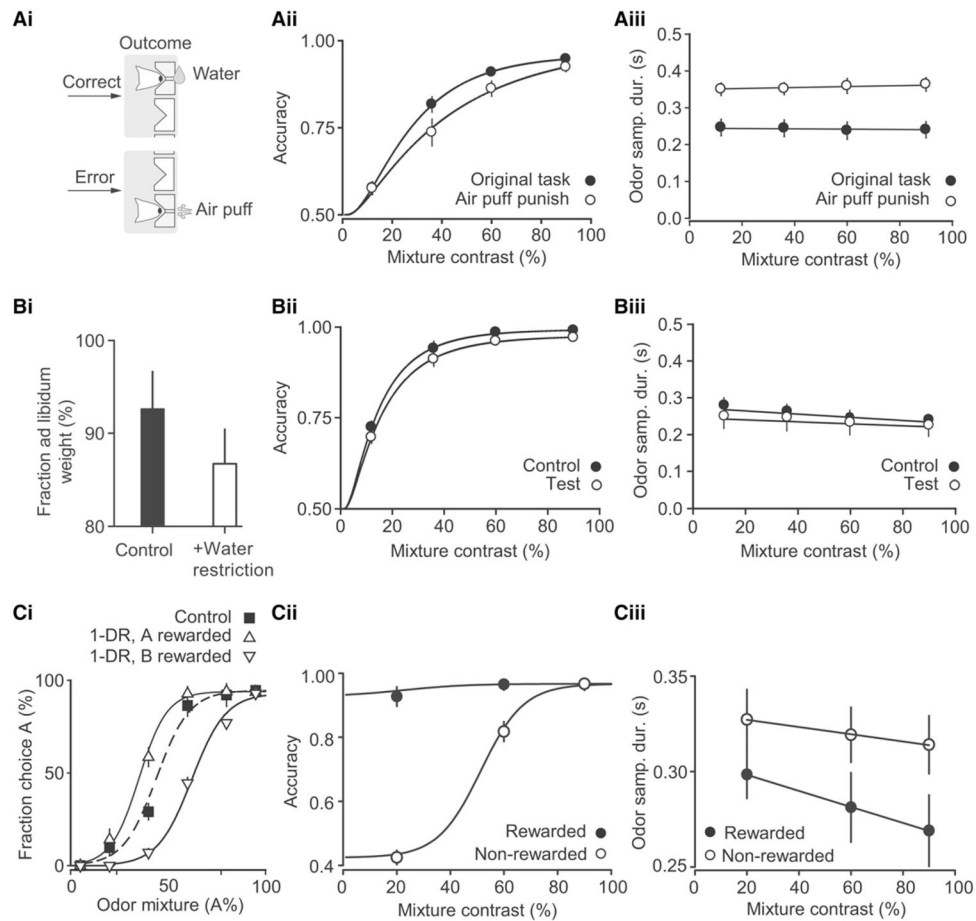 Ai
Outcome
Correct
Water
Error
Air puff
Aii
1.00
0.75
0.50
Accuracy
0 20 40 60 80 100
Mixture contrast (%)
Original task
Air puff punish
Aiii
0.5
0.4
0.3
0.2
0.1
0.0
Odor samp. dur. (s)
Original task
Air puff punish
0 20 40 60 80 100
Mixture contrast (%)
Bi
100
90
80
Fraction ad libidum
weight (%)
Control
+Water
restriction
Bii
1.00
0.75
0.50
Accuracy
Control
Test
0 20 40 60 80 100
Mixture contrast (%)
Biii
0.5
0.4
0.3
0.2
0.1
0.0
Odor samp. dur. (s)
Control
Test
0 20 40 60 80 100
Mixture contrast (%)
Ci
Control
1-DR, A rewarded
1-DR, B rewarded
100
50
0
Fraction choice A (%)
0 50 100
Odor mixture (A%)
Cii
1.00
0.8
0.6
0.4
Accuracy
Rewarded
Non-rewarded
0 20 40 60 80 100
Mixture contrast (%)
Ciii
0.35
0.30
0.25
Odor samp. dur. (s)
Rewarded
Non-rewarded
0 20 40 60 80 100
Mixture contrast (%)